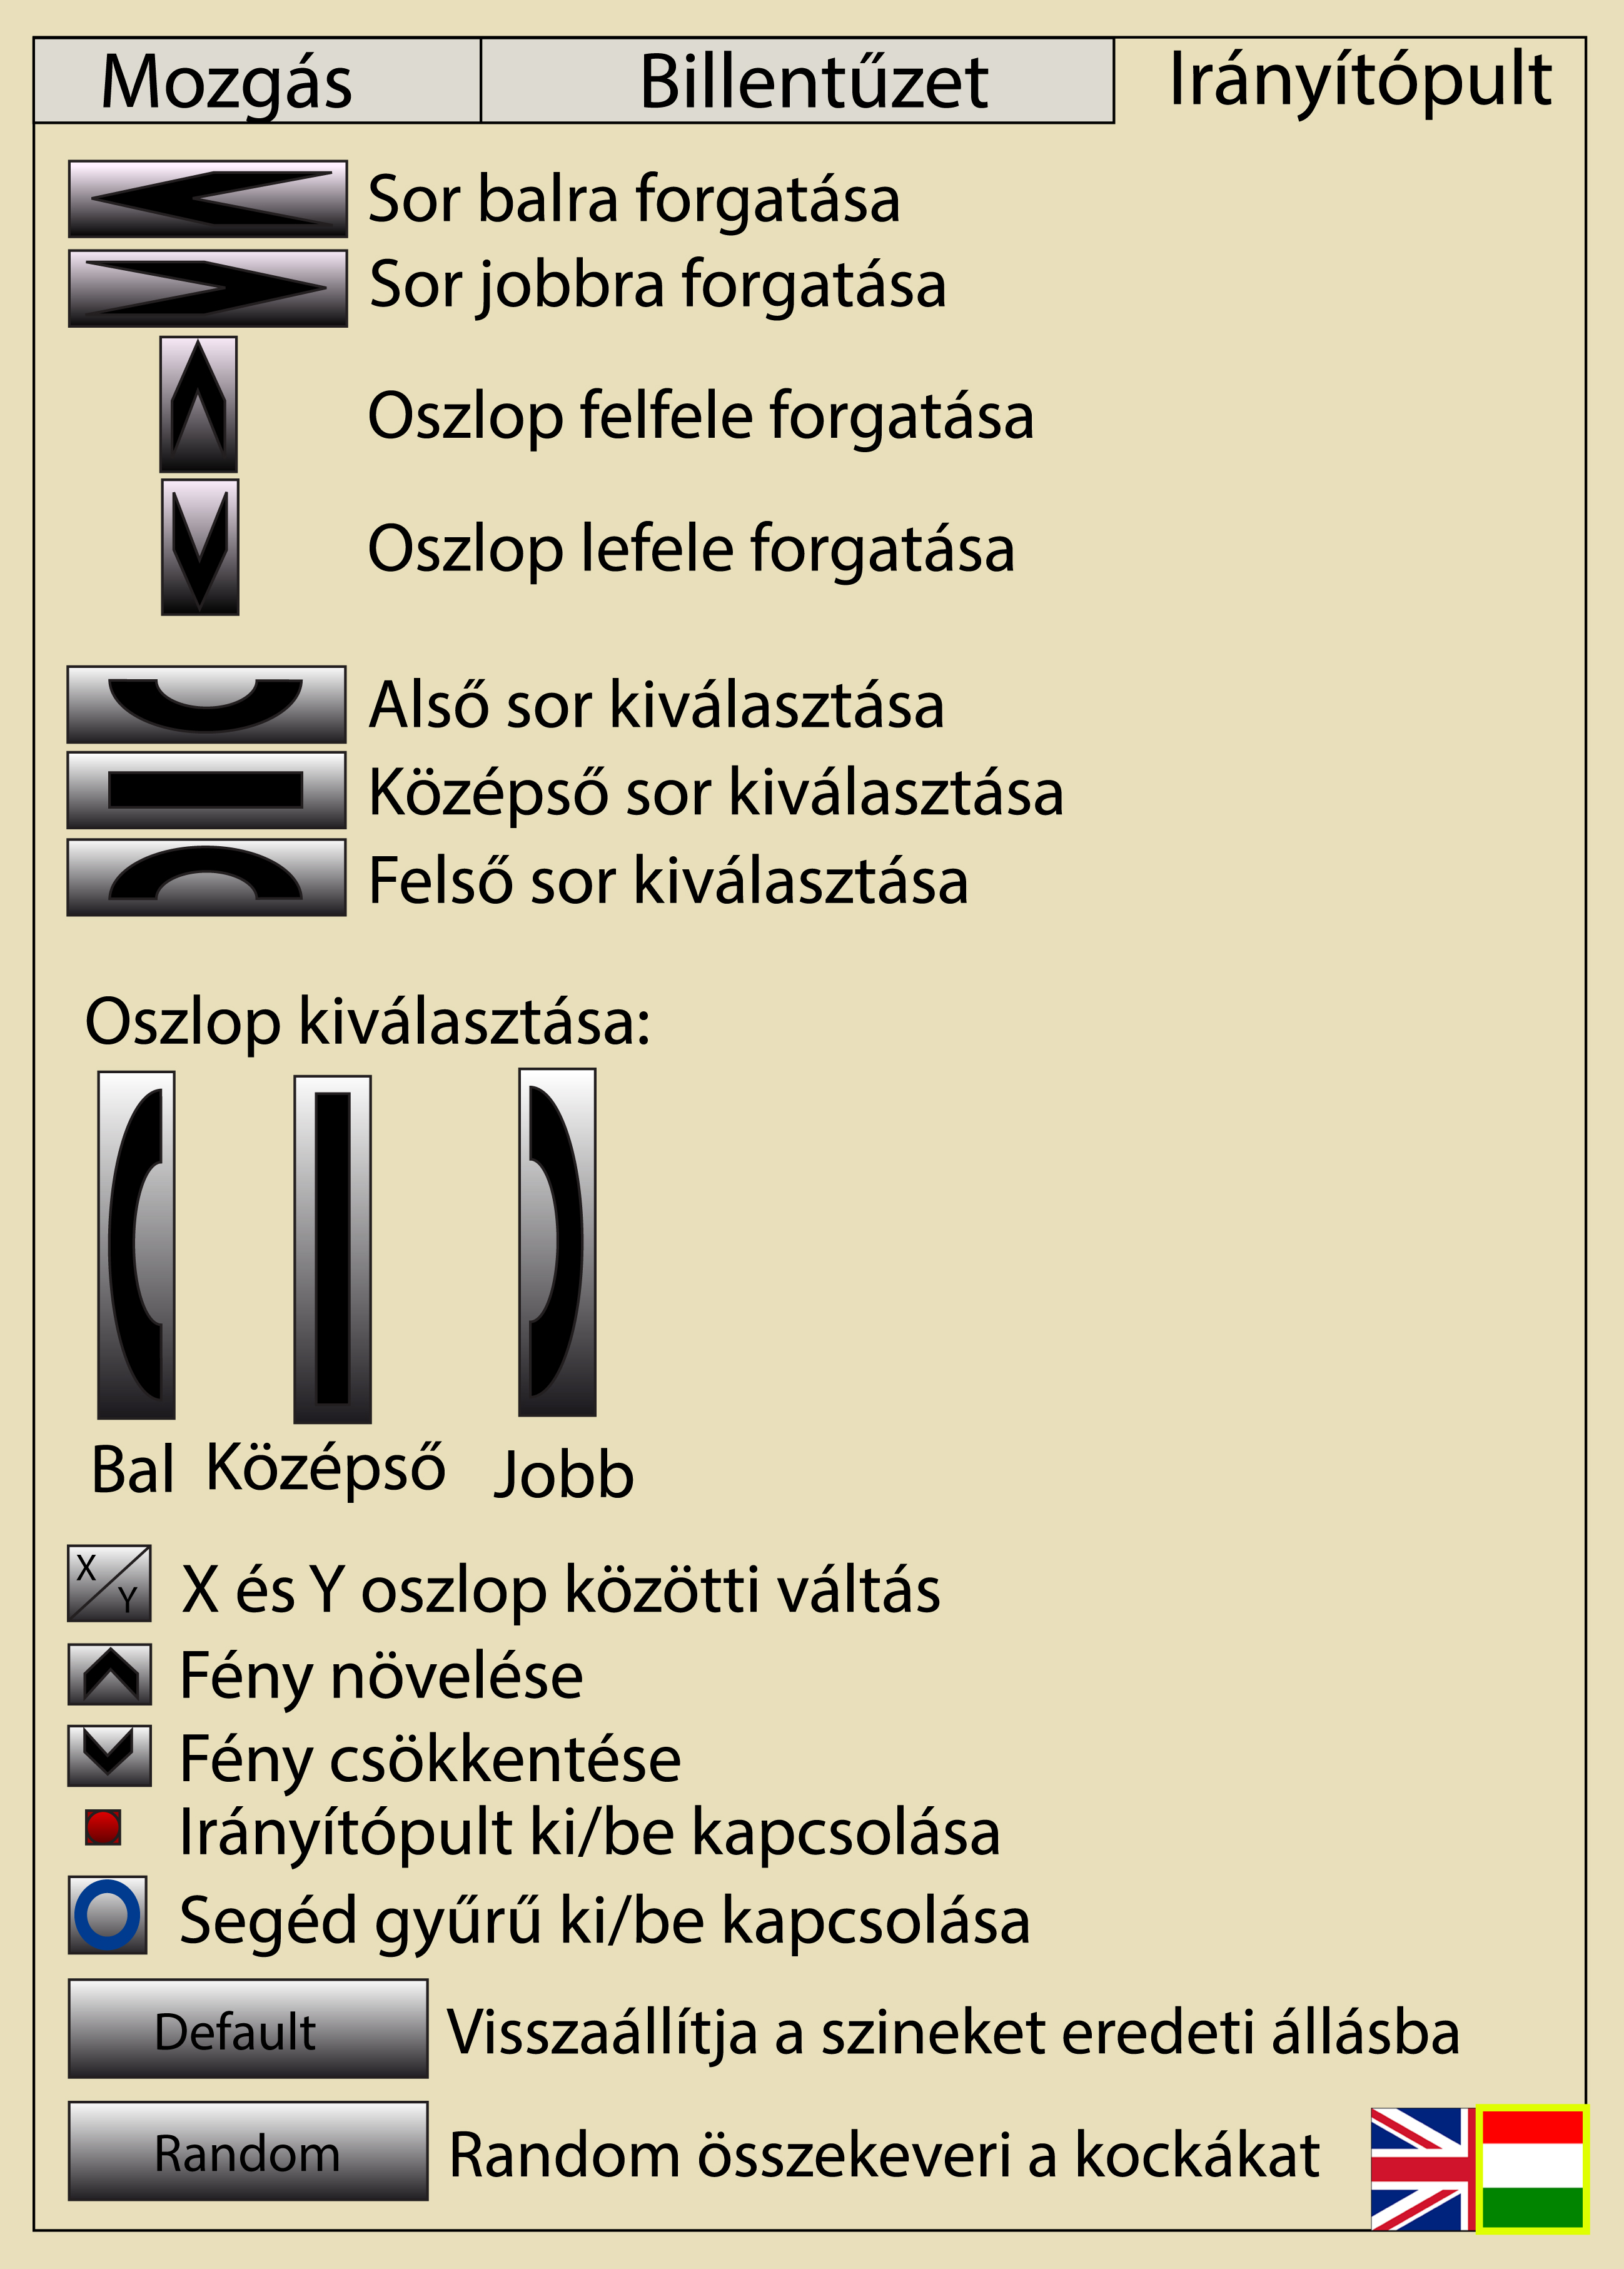 Mozgás Billentűzet Irányítópult
Sor balra forgatása
Sor jobbra forgatása
Oszlop felfele forgatása
Oszlop lefele forgatása
Alső sor kiválasztása
Középső sor kiválasztása
Felső sor kiválasztása
Oszlop kiválasztása:
Bal Középső Jobb
X Y X és Y oszlop közötti váltás
Fény növelése
Fény csökkentése
Irányítópult ki/be kapcsolása
Segéd gyűrű ki/be kapcsolása
Default Visszaállítja a szineket eredeti állásba
Random Random összekeveri a kockákat